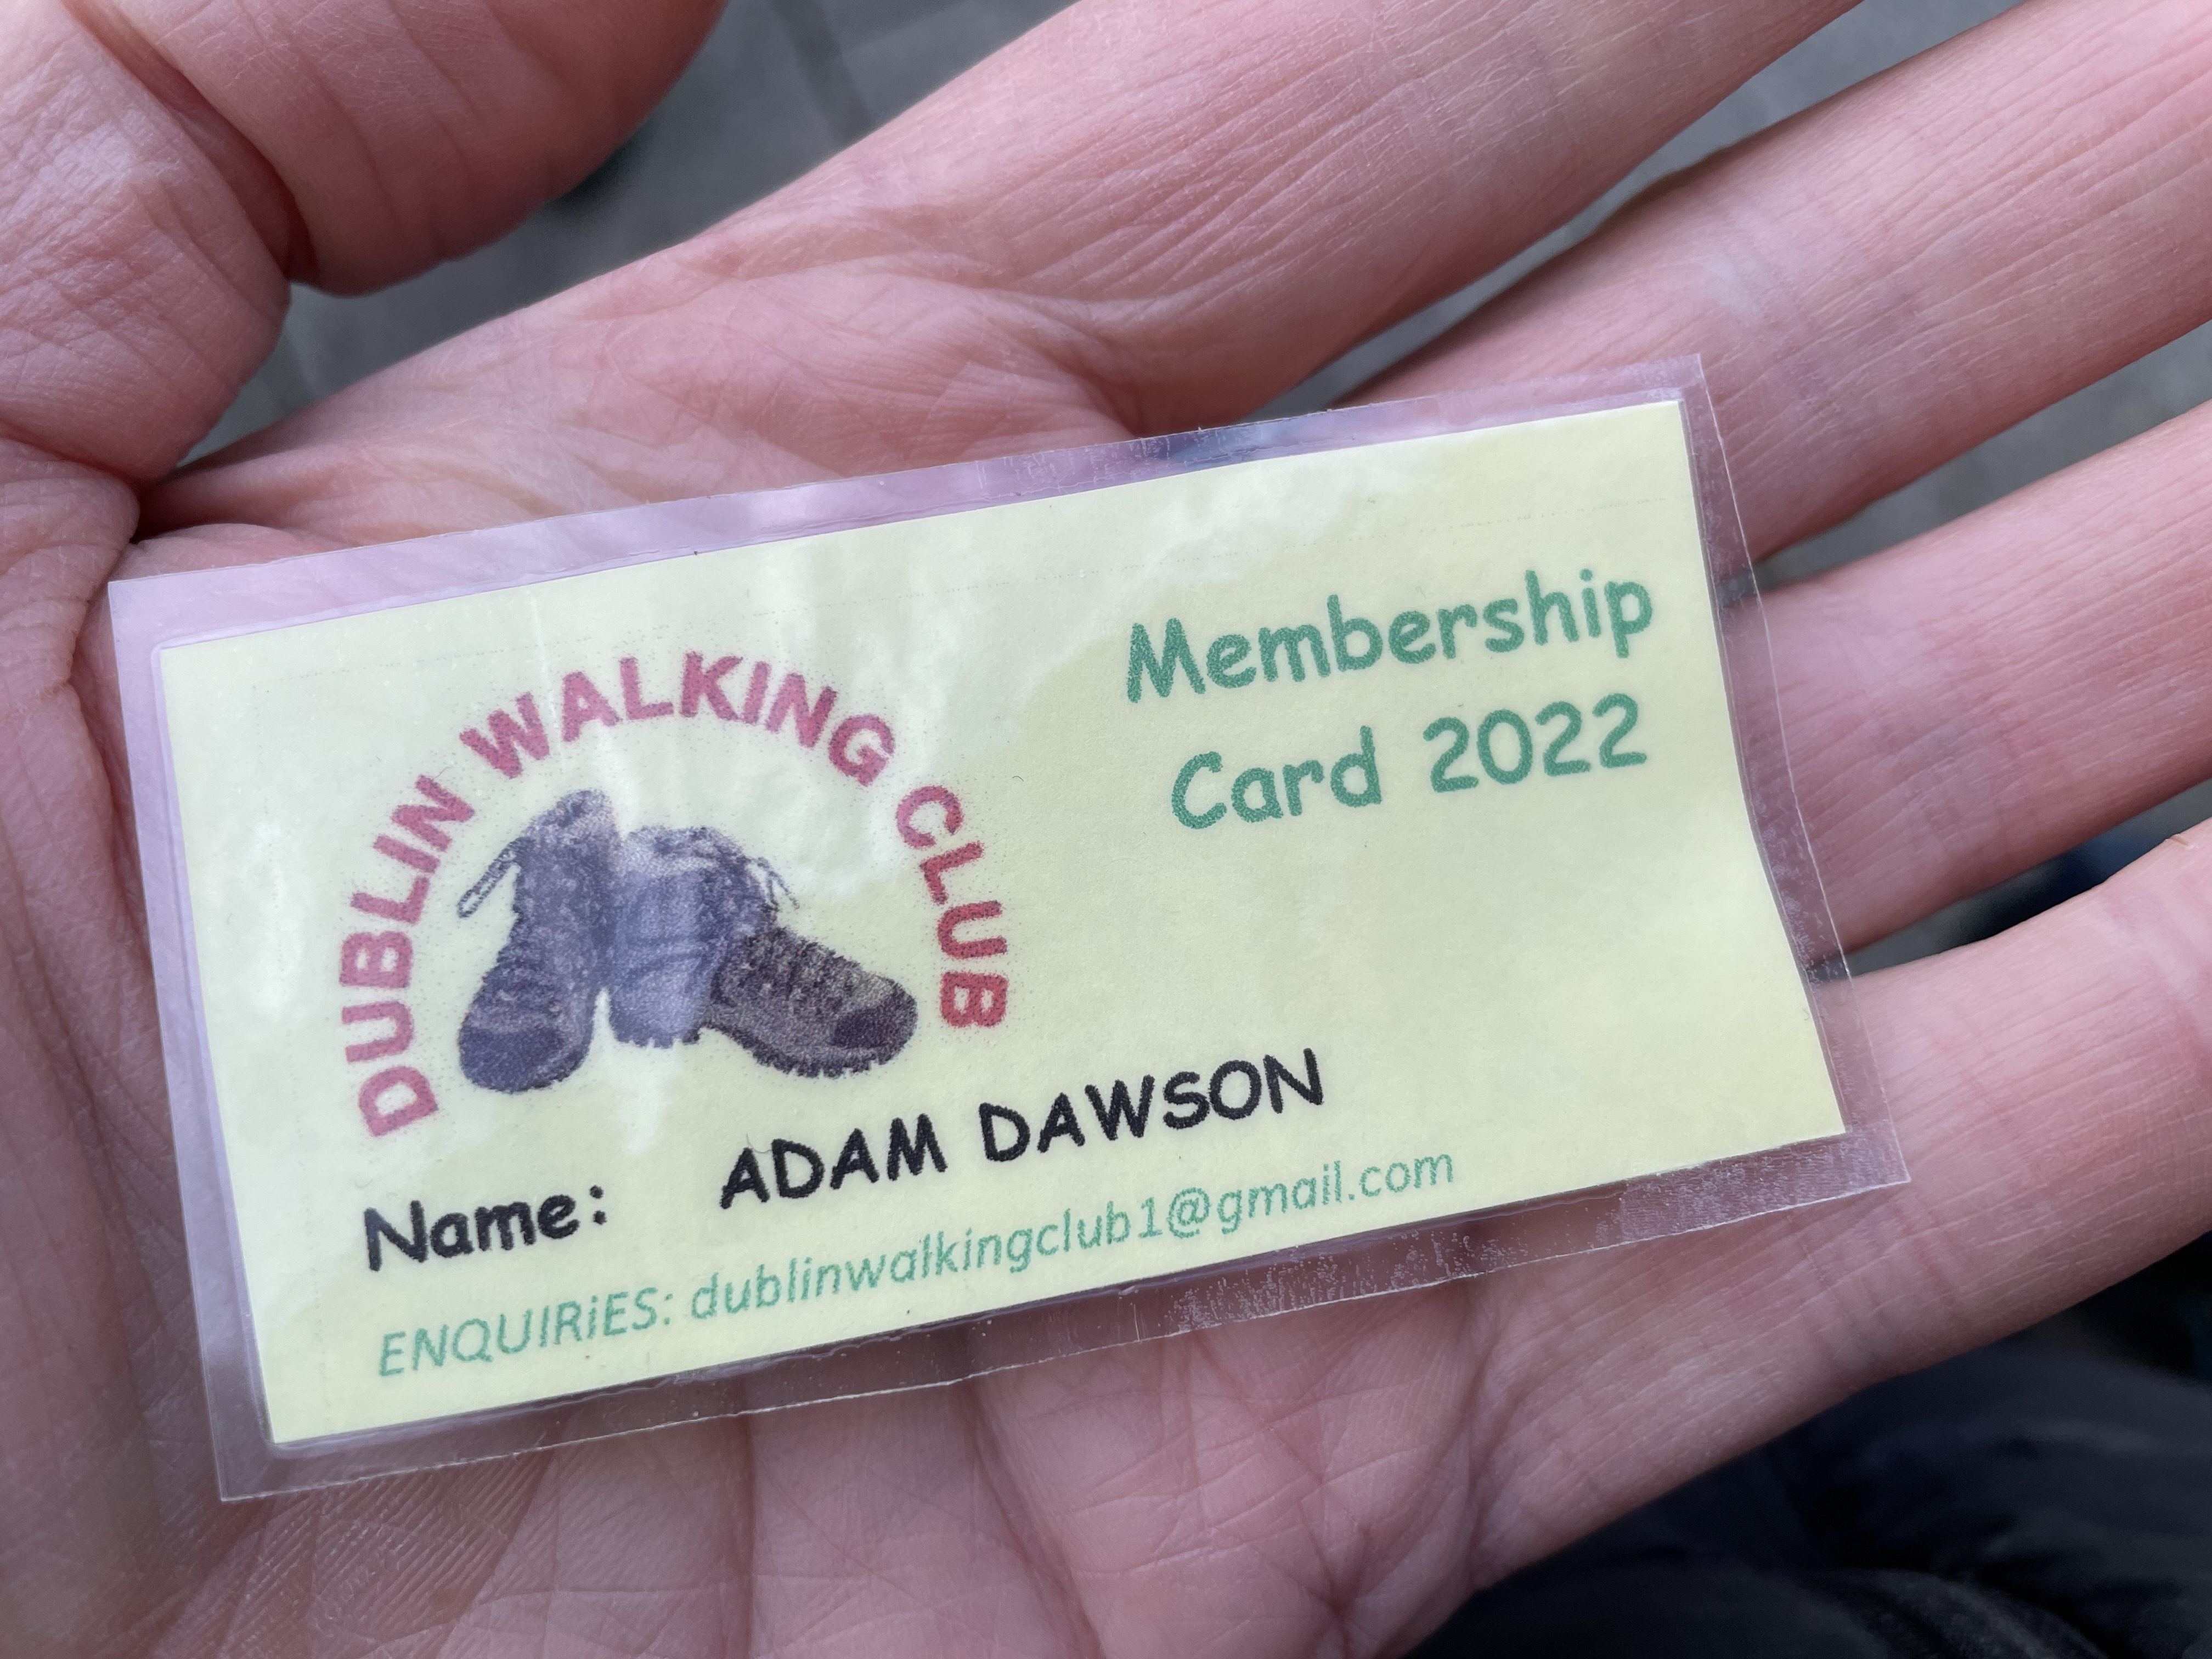 DUBLIN WALKING CLUB
Membership
Card 2022
Name: ADAM DAWSON
ENQUIRiES: dublinwalkingclub1@gmail.com